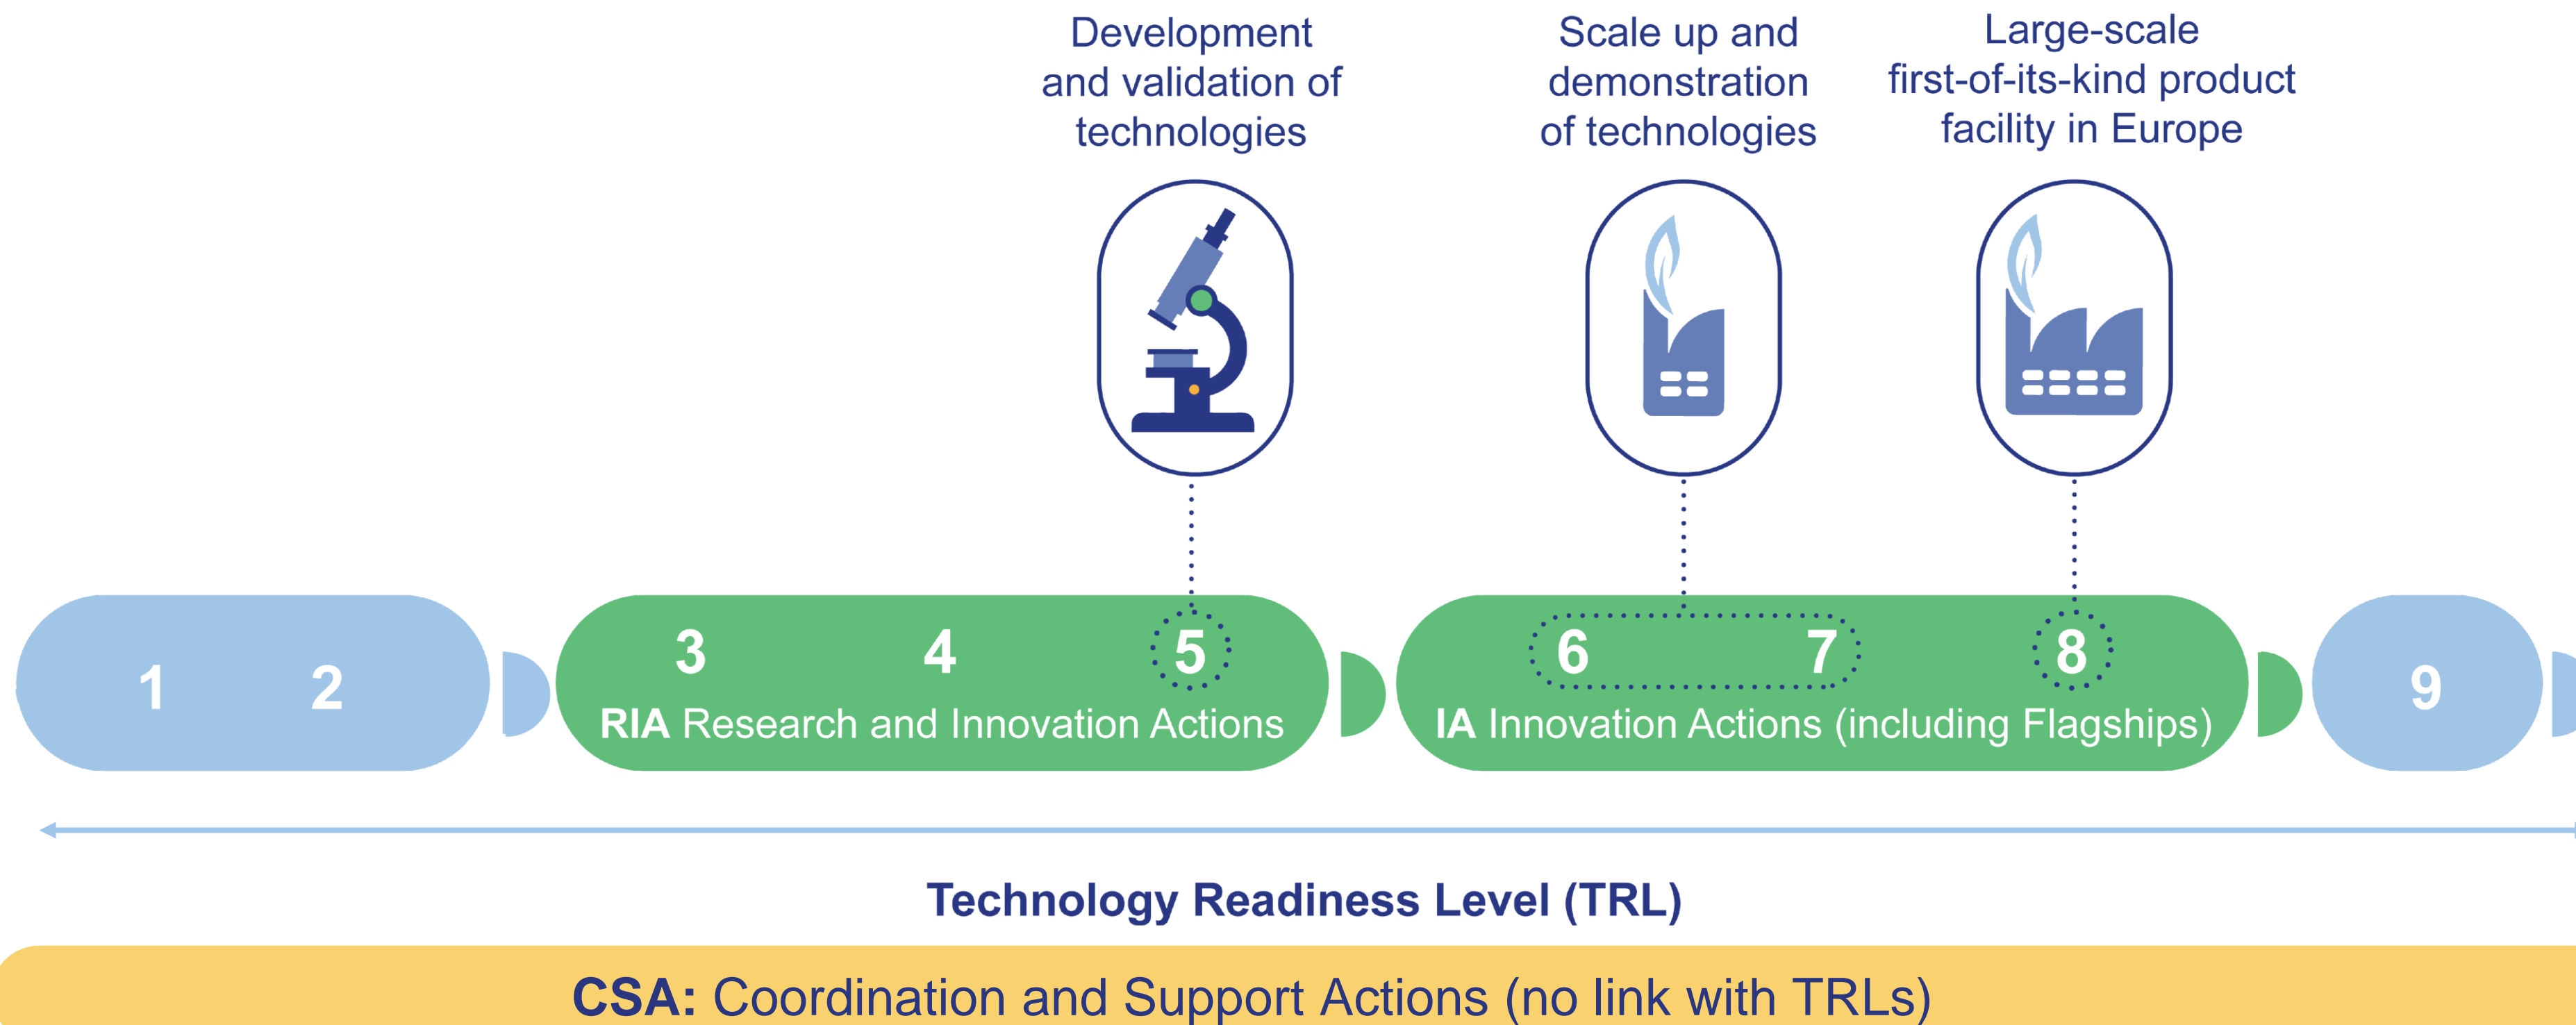 Development
and validation of
technologies
Scale up and
demonstration
of technologies
Large-scale
first-of-its-kind product
facility in Europe
1 2
3 4 5
RIA Research and Innovation Actions
6 7 8
IA Innovation Actions (including Flagships)
9
Technology Readiness Level (TRL)
CSA: Coordination and Support Actions (no link with TRLs)